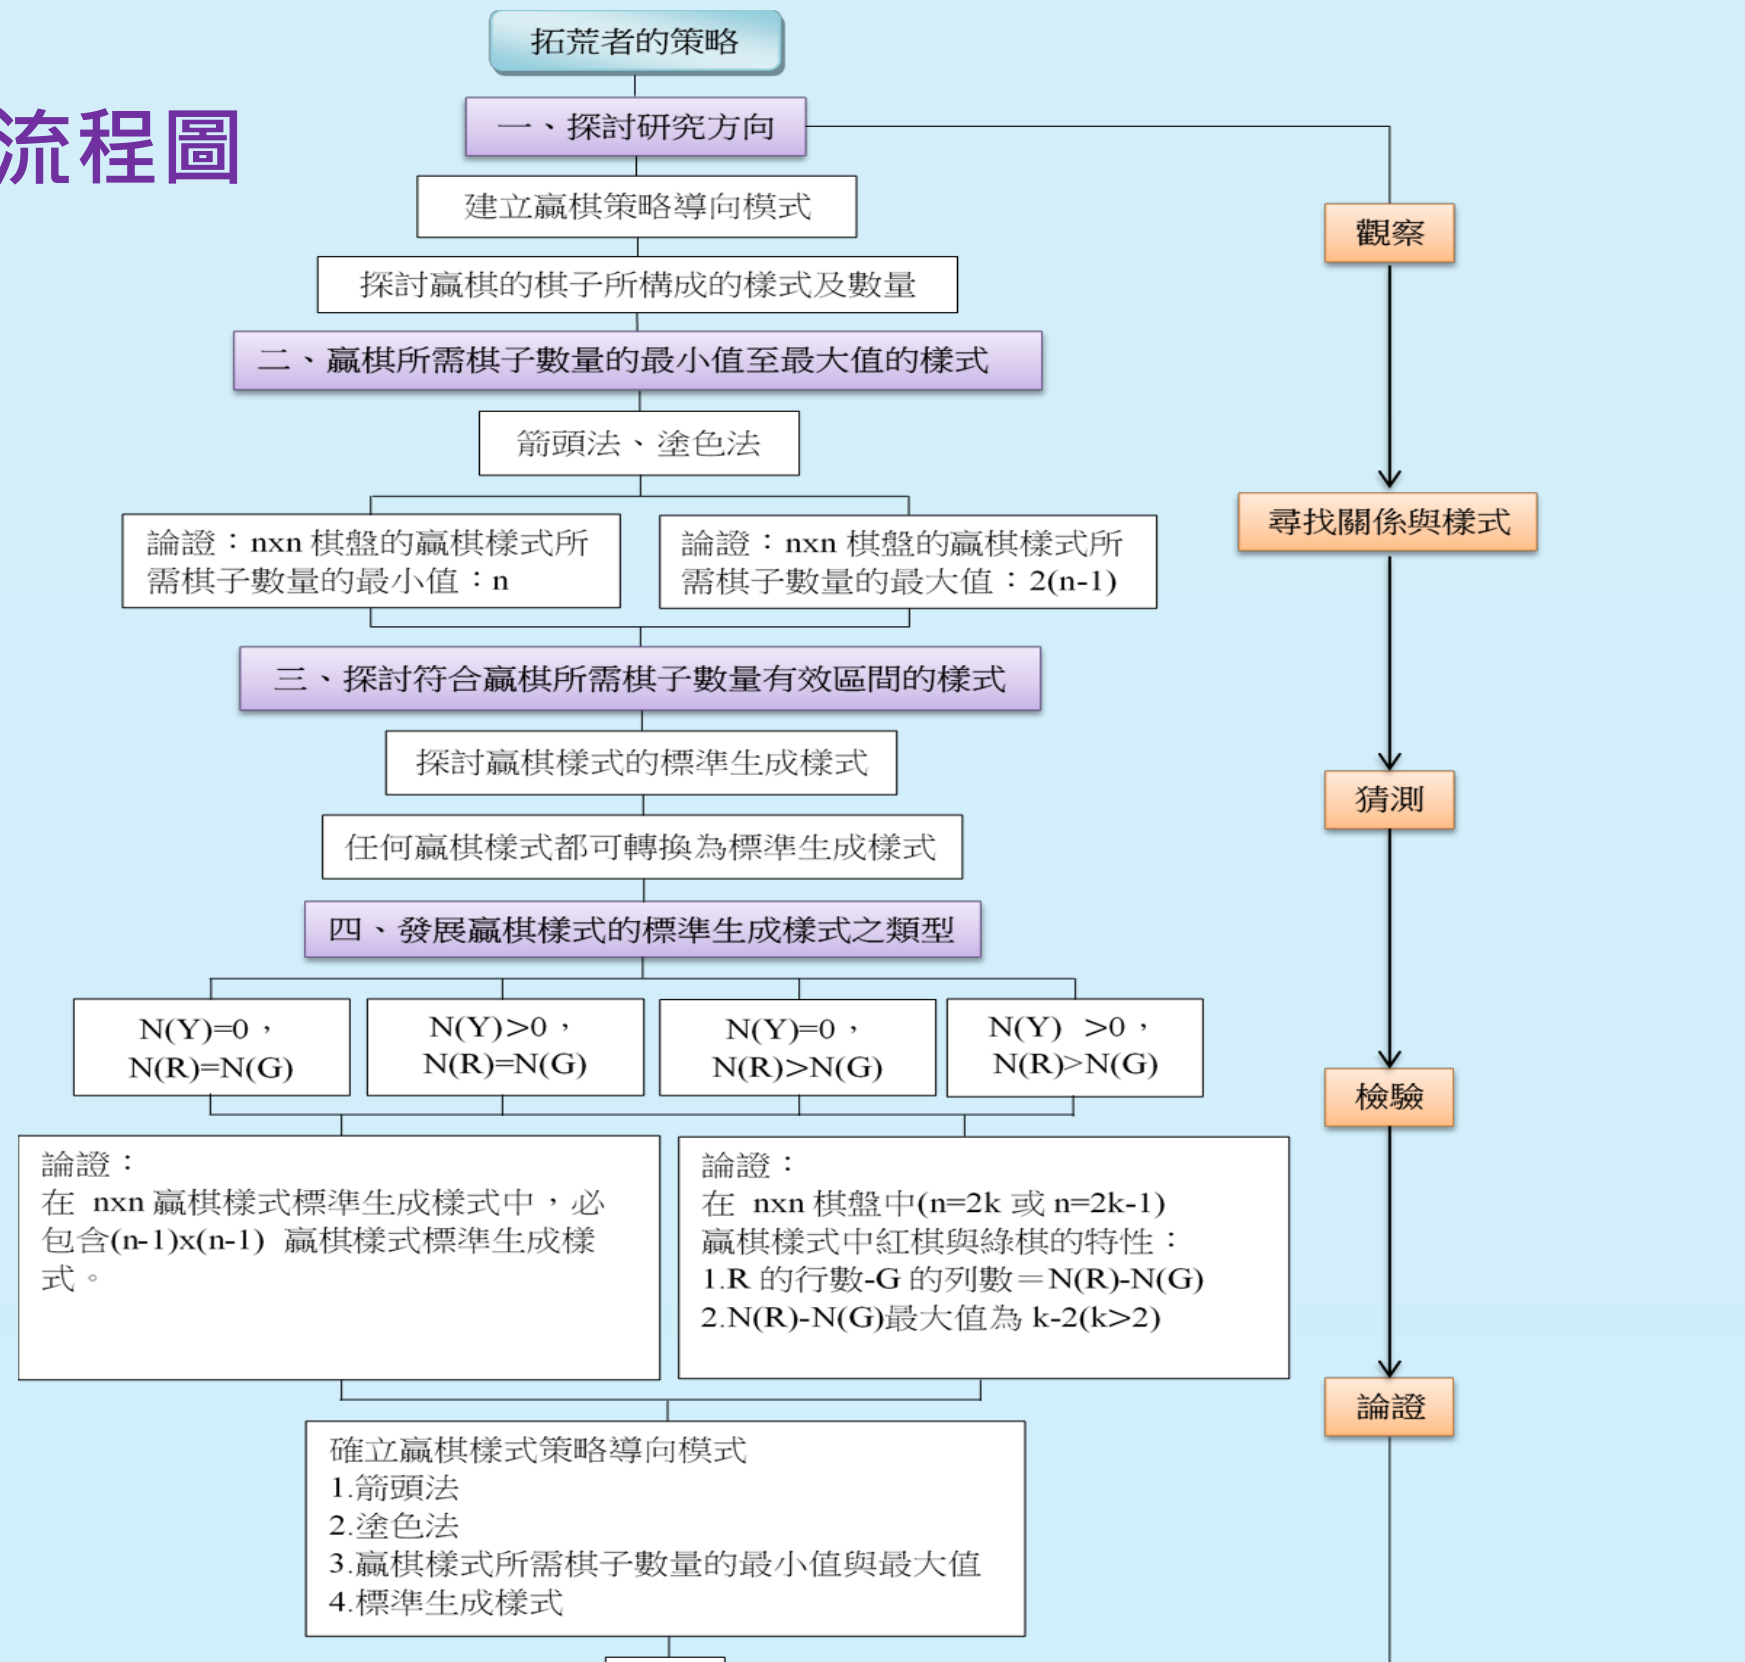 拓荒者的策略
流程圖
一、探討研究方向
建立贏棋策略導向模式
觀察
探討贏棋的棋子所構成的樣式及數量
二、贏棋所需棋子數量的最小值至最大值的樣式
箭頭法、塗色法
尋找關係與樣式
論證：nxn 棋盤的贏棋樣式所
需棋子數量的最小值：n
論證：nxn 棋盤的贏棋樣式所
需棋子數量的最大值：2(n-1)
三、探討符合贏棋所需棋子數量有效區間的樣式
探討贏棋樣式的標準生成樣式
猜測
任何贏棋樣式都可轉換為標準生成樣式
四、發展贏棋樣式的標準生成樣式之類型
N(Y)=0，
N(R)=N(G)
N(Y)>0，
N(R)=N(G)
N(Y)=0，
N(R)>N(G)
N(Y) >0，
N(R)>N(G)
檢驗
論證：
在 nxn 贏棋樣式標準生成樣式中，必
包含(n-1)x(n-1) 贏棋樣式標準生成樣
式。
論證：
在 nxn 棋盤中(n=2k 或 n=2k-1)
贏棋樣式中紅棋與綠棋的特性：
1.R 的行數-G 的列數＝N(R)-N(G)
2.N(R)-N(G)最大值為 k-2(k>2)
論證
確立贏棋樣式策略導向模式
1.箭頭法
2.塗色法
3.贏棋樣式所需棋子數量的最小值與最大值
4.標準生成樣式